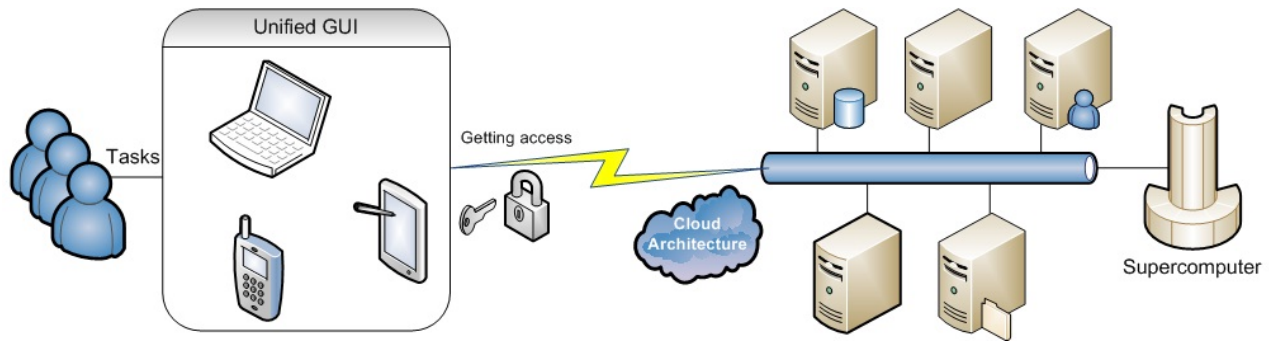 Unified GUI
Tasks
Getting access
Cloud
Architecture
Supercomputer